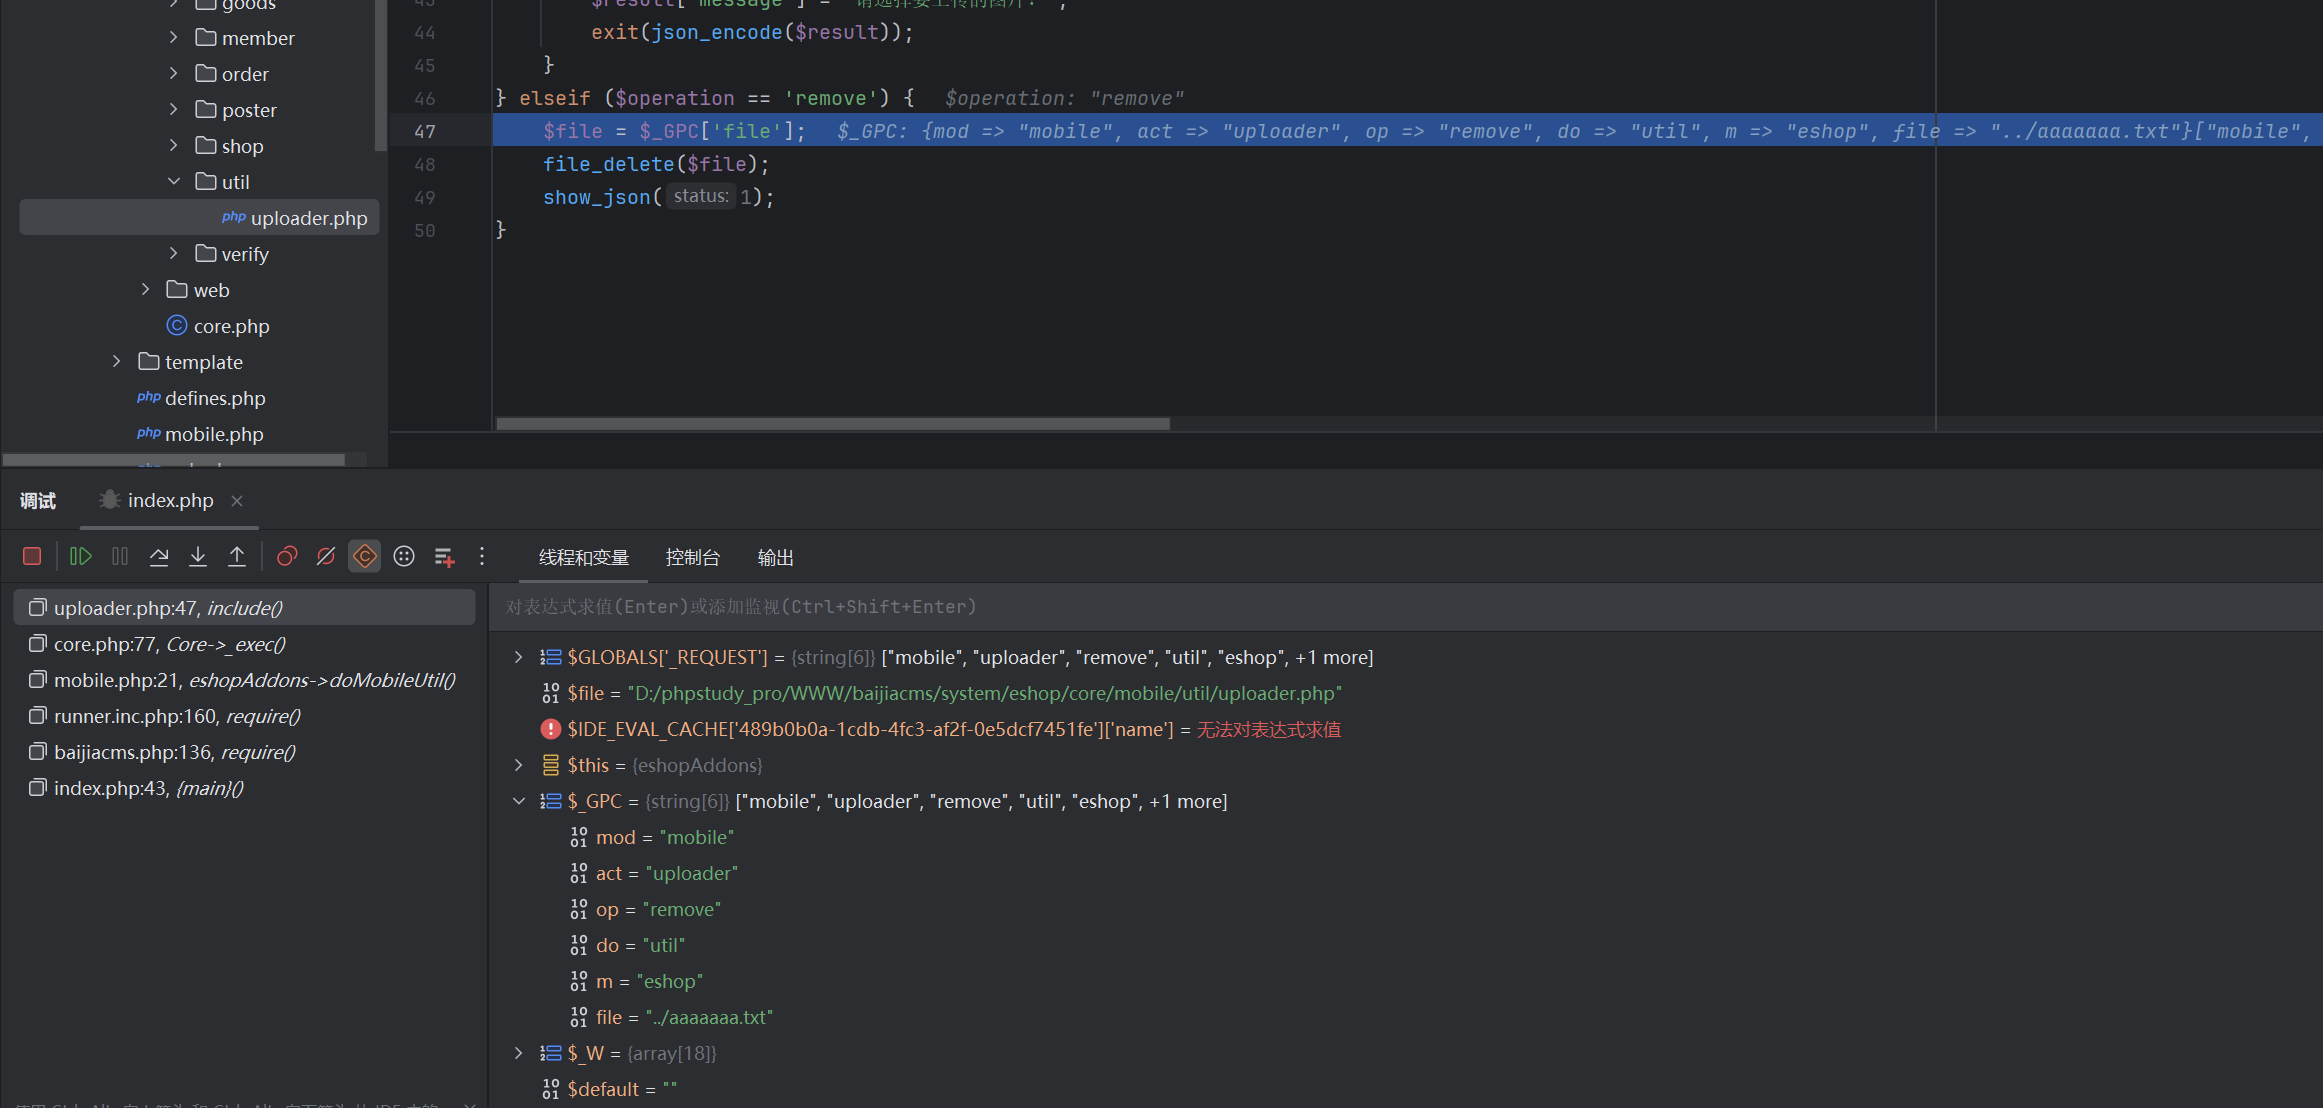 goods
member
order
poster
shop
util
php uploader.php
verify
web
core.php
template
php defines.php
php mobile.php
43 $result['message'] = '请选择要上传的图片!';
44 exit(json_encode($result));
45 }
46 } elseif ($operation == 'remove') { $operation: "remove"
47 $file = $_GPC['file']; $_GPC: {mod => "mobile", act => "uploader", op => "remove", do => "util", m => "eshop", file => "../aaaaaaa.txt"}["mobile",
48 file_delete($file);
49 show_json( status: 1);
50 }
调试
index.php
线程和变量
控制台
输出
uploader.php:47, include()
core.php:77, Core->_exec()
mobile.php:21, eshopAddons->doMobileUtil()
runner.inc.php:160, require()
baijiacms.php:136, require()
index.php:43, {main}()
对表达式求值(Enter)或添加监视(Ctrl+Shift+Enter)
$GLOBALS['_REQUEST'] = {string[6]} ["mobile", "uploader", "remove", "util", "eshop", +1 more]
$file = "D:/phpstudy_pro/WWW/baijiacms/system/eshop/core/mobile/util/uploader.php"
$IDE_EVAL_CACHE['489b0b0a-1cdb-4fc3-af2f-0e5dcf7451fe']['name'] = 无法对表达式求值
$this = {eshopAddons}
$_GPC = {string[6]} ["mobile", "uploader", "remove", "util", "eshop", +1 more]
mod = "mobile"
act = "uploader"
op = "remove"
do = "util"
m = "eshop"
file = "../aaaaaaa.txt"
$_W = {array[18]}
$default = ""